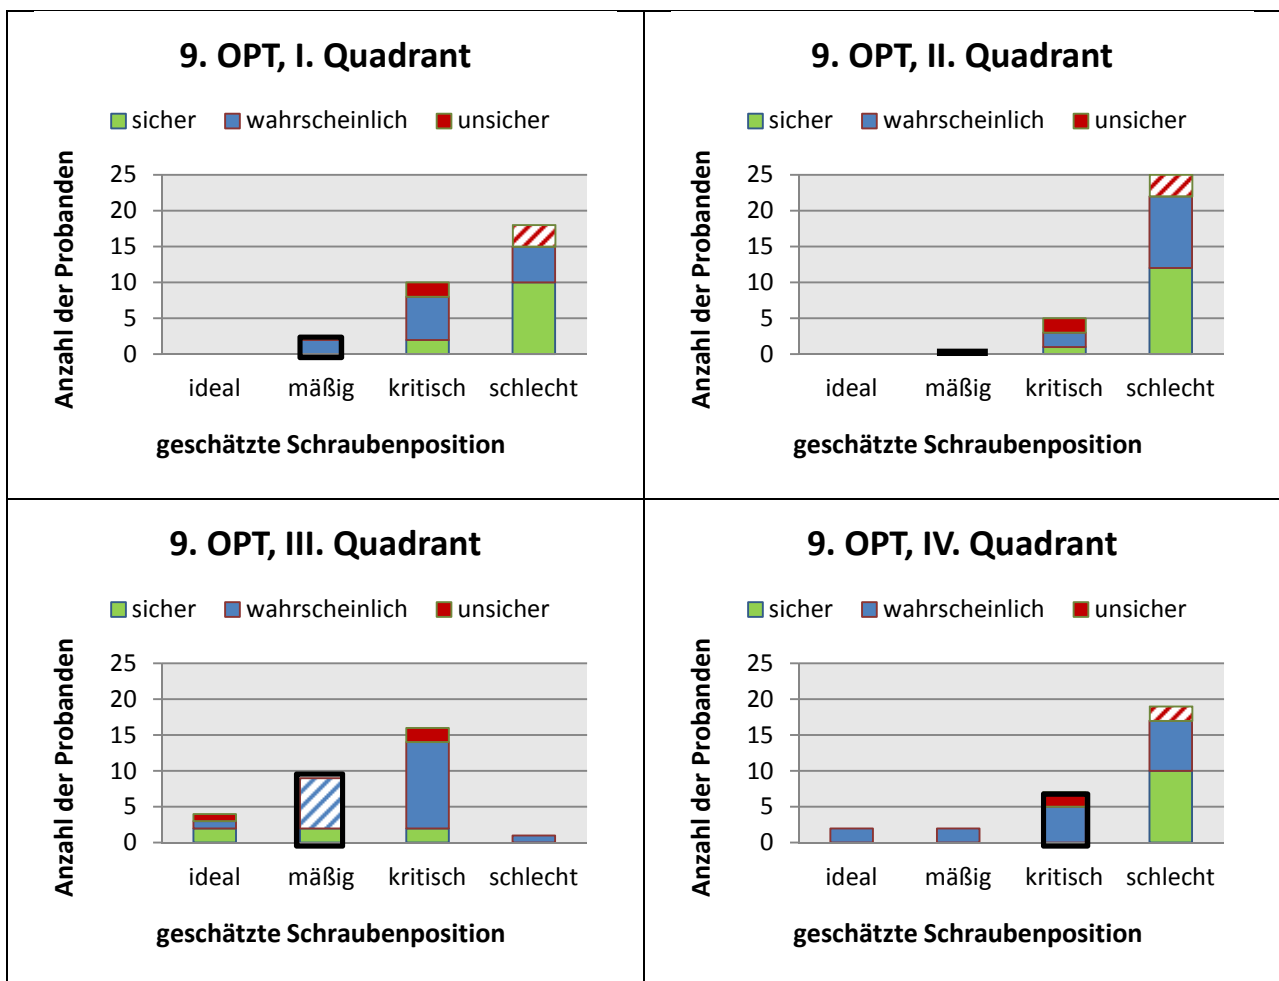 9. OPT, I. Quadrant
sicher wahrscheinlich unsicher
Anzahl der Probanden
25
20
15
10
5
0
ideal mäßig kritisch schlecht
geschätzte Schraubenposition
9. OPT, II. Quadrant
sicher wahrscheinlich unsicher
Anzahl der Probanden
25
20
15
10
5
0
ideal mäßig kritisch schlecht
geschätzte Schraubenposition
9. OPT, III. Quadrant
sicher wahrscheinlich unsicher
Anzahl der Probanden
25
20
15
10
5
0
ideal mäßig kritisch schlecht
geschätzte Schraubenposition
9. OPT, IV. Quadrant
sicher wahrscheinlich unsicher
Anzahl der Probanden
25
20
15
10
5
0
ideal mäßig kritisch schlecht
geschätzte Schraubenposition